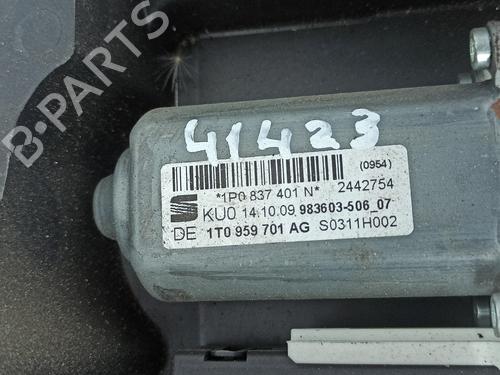 B-PARTS
41423
(0954)
*1P0 837 401 N* 2442754
KU0 14.10.09 983603-506_07
DE 1T0 959 701 AG S0311H002